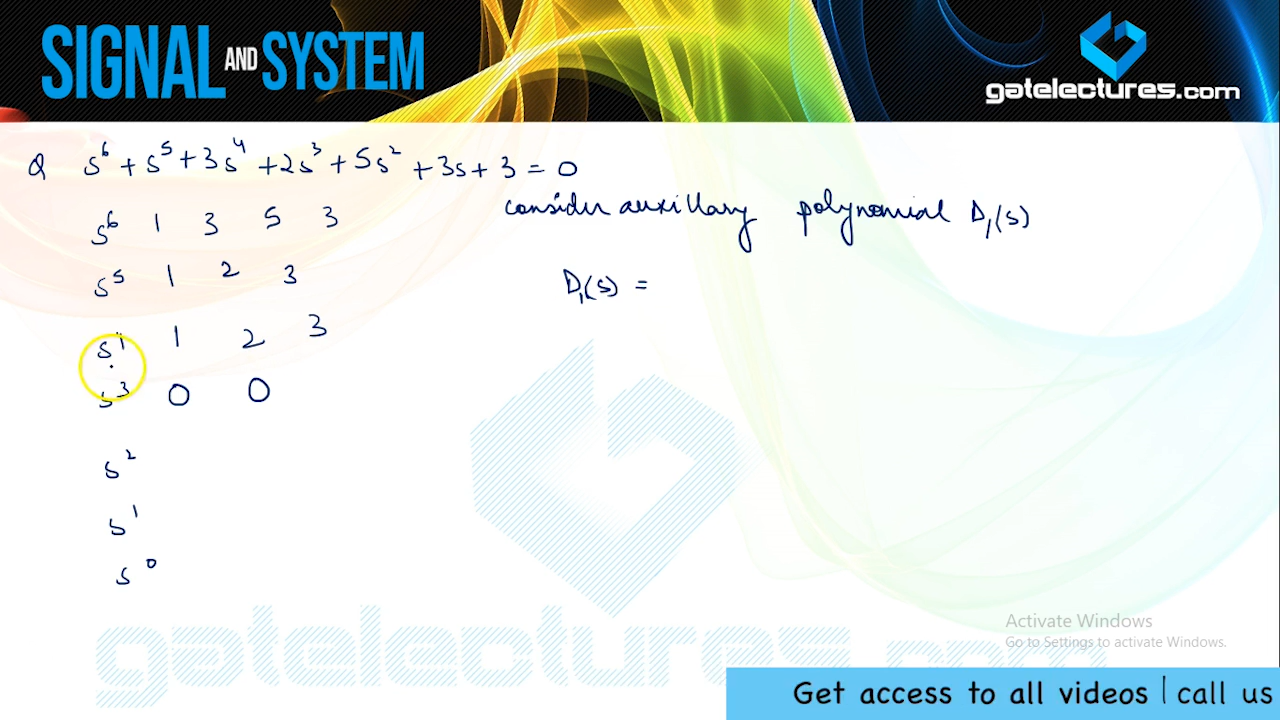 SIGNAL AND SYSTEM
gatelectures.com
Q s⁶ + s⁵ + 3s⁴ + 2s³ + 5s² + 3s + 3 = 0
consider auxillary polynomial D₁(s)
s⁶ 1 3 5 3
s⁵ 1 2 3
D₁(s) =
s⁴ 1 2 3
s³ 0 0
s²
s¹
s⁰
gatelectures.com
Activate Windows
Go to Settings to activate Windows.
Get access to all videos | call us